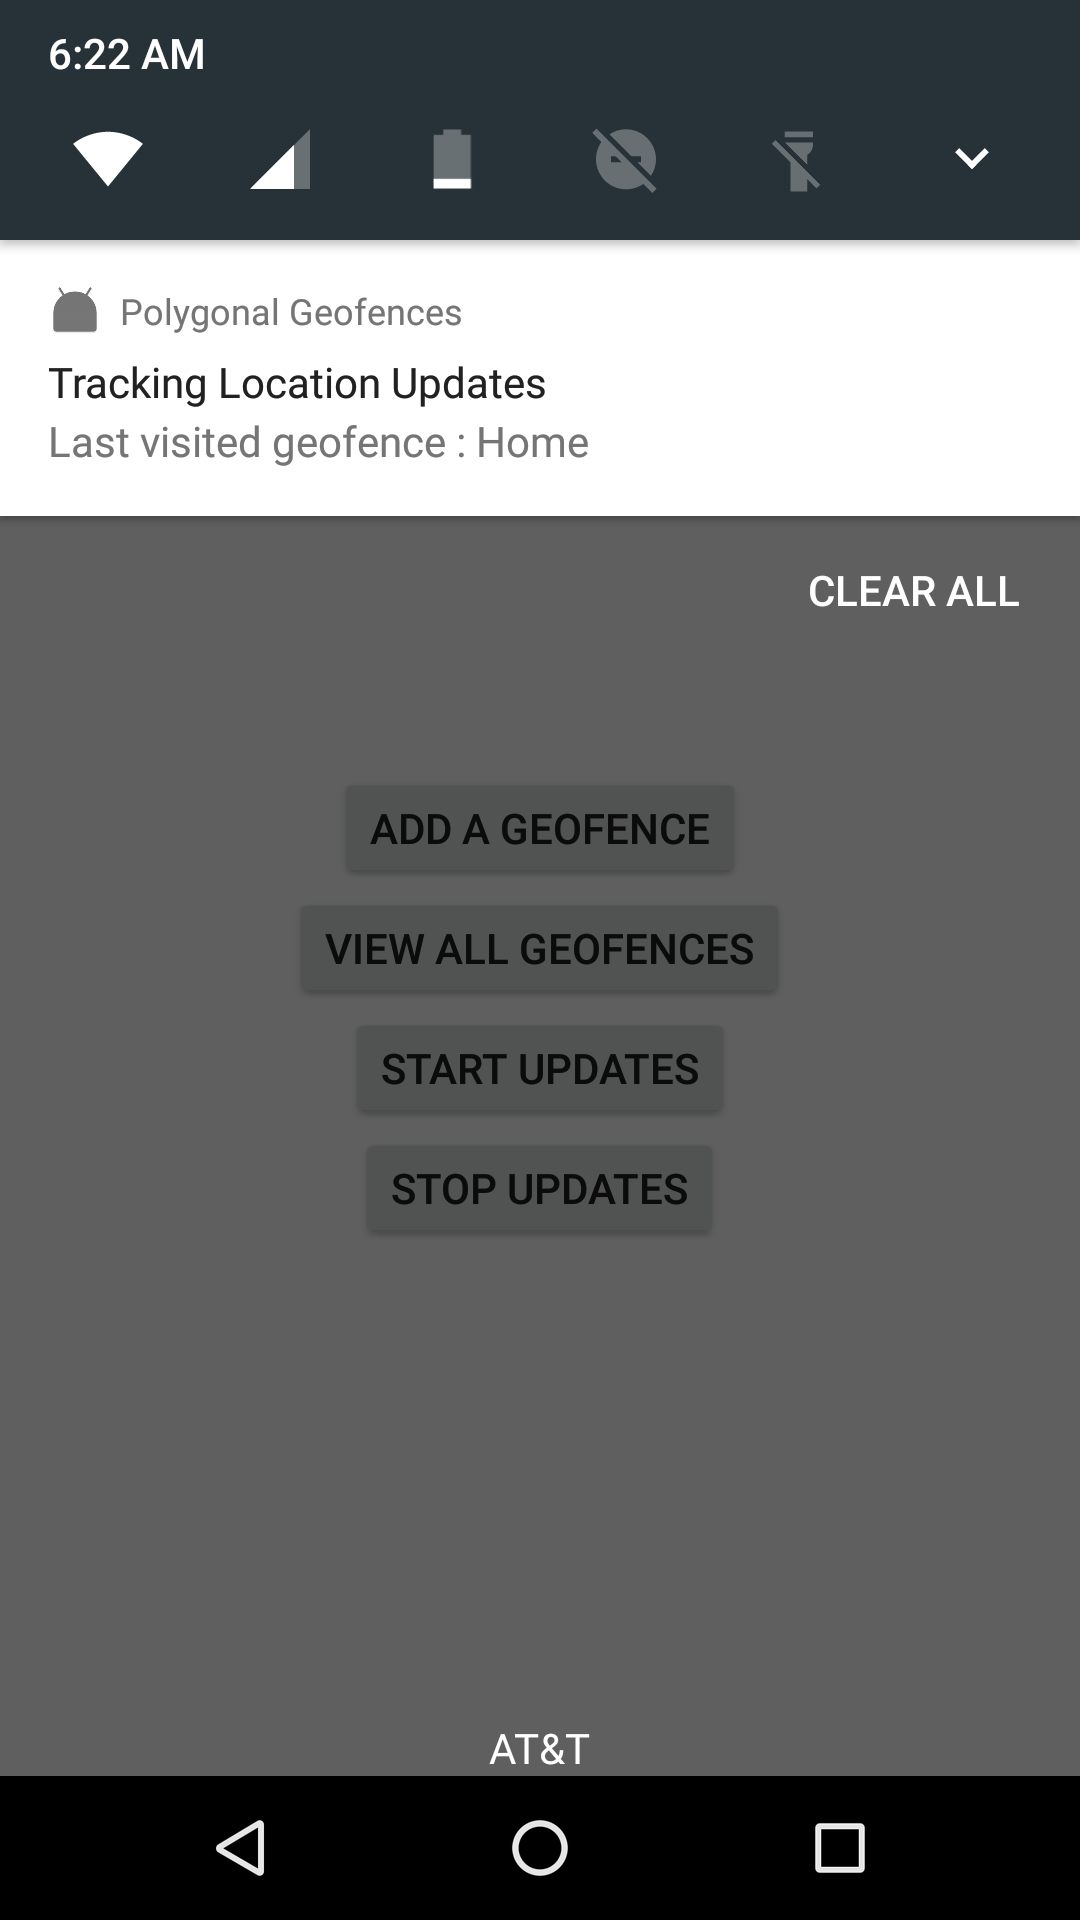 6:22 AM
Polygonal Geofences
Tracking Location Updates
Last visited geofence : Home
CLEAR ALL
ADD A GEOFENCE
VIEW ALL GEOFENCES
START UPDATES
STOP UPDATES
AT&T